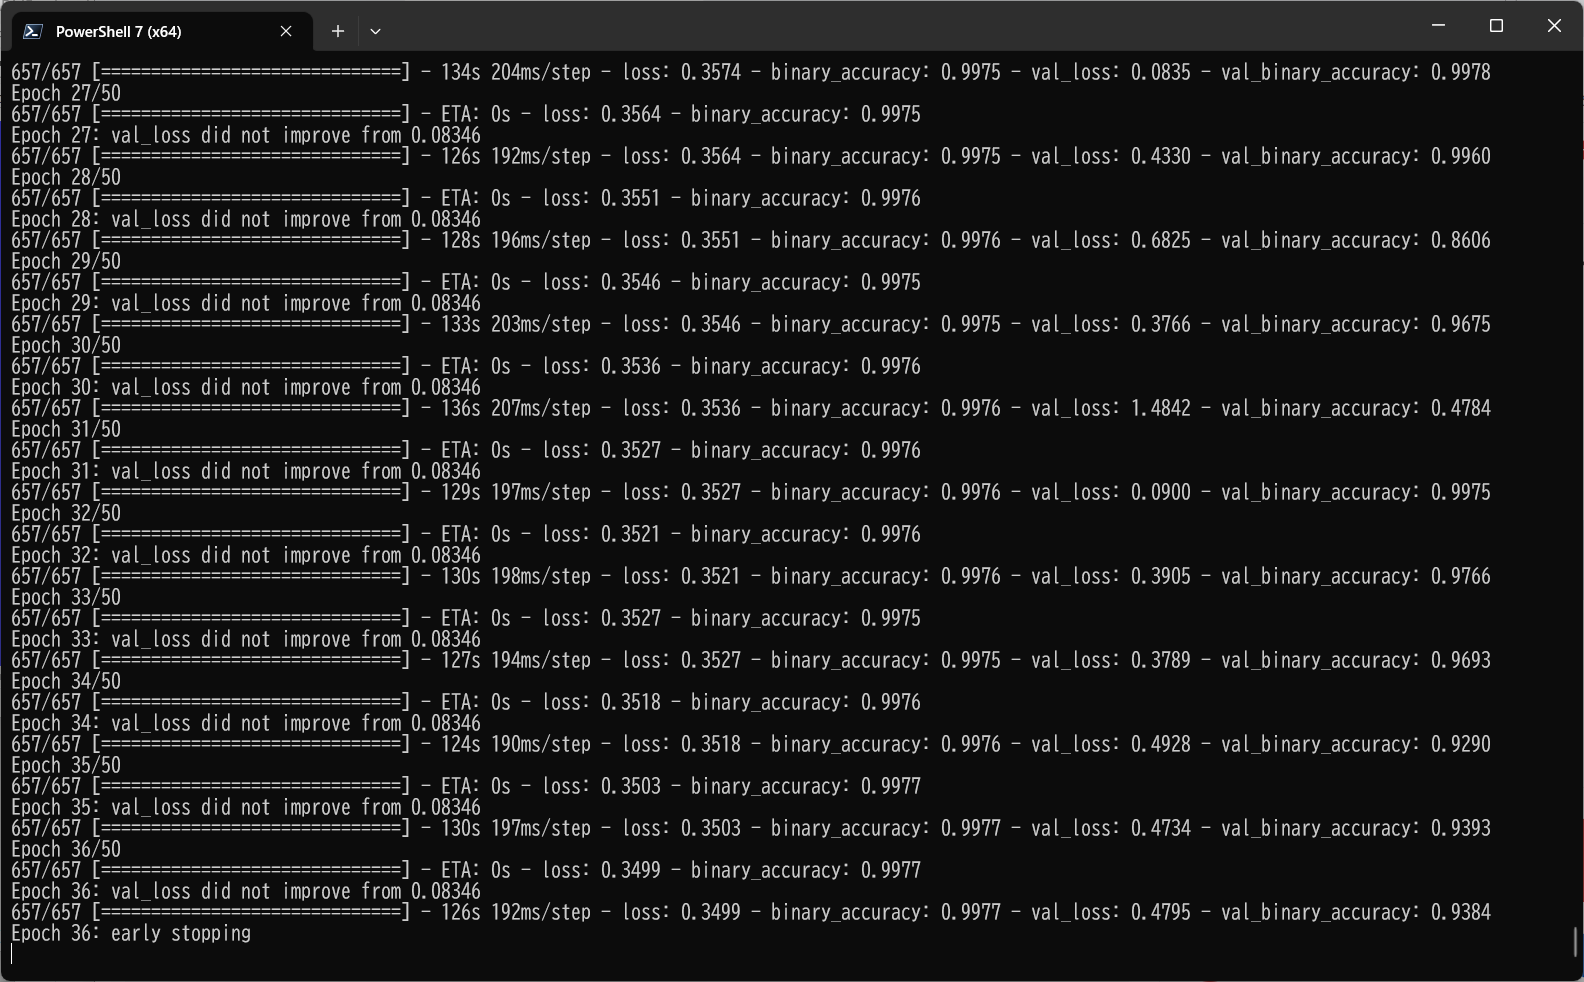 PowerShell 7 (x64)
657/657 [==============================] - 134s 204ms/step - loss: 0.3574 - binary_accuracy: 0.9975 - val_loss: 0.0835 - val_binary_accuracy: 0.9978
Epoch 27/50
657/657 [==============================] - ETA: 0s - loss: 0.3564 - binary_accuracy: 0.9975
Epoch 27: val_loss did not improve from 0.08346
657/657 [==============================] - 126s 192ms/step - loss: 0.3564 - binary_accuracy: 0.9975 - val_loss: 0.4330 - val_binary_accuracy: 0.9960
Epoch 28/50
657/657 [==============================] - ETA: 0s - loss: 0.3551 - binary_accuracy: 0.9976
Epoch 28: val_loss did not improve from 0.08346
657/657 [==============================] - 128s 196ms/step - loss: 0.3551 - binary_accuracy: 0.9976 - val_loss: 0.6825 - val_binary_accuracy: 0.8606
Epoch 29/50
657/657 [==============================] - ETA: 0s - loss: 0.3546 - binary_accuracy: 0.9975
Epoch 29: val_loss did not improve from 0.08346
657/657 [==============================] - 133s 203ms/step - loss: 0.3546 - binary_accuracy: 0.9975 - val_loss: 0.3766 - val_binary_accuracy: 0.9675
Epoch 30/50
657/657 [==============================] - ETA: 0s - loss: 0.3536 - binary_accuracy: 0.9976
Epoch 30: val_loss did not improve from 0.08346
657/657 [==============================] - 136s 207ms/step - loss: 0.3536 - binary_accuracy: 0.9976 - val_loss: 1.4842 - val_binary_accuracy: 0.4784
Epoch 31/50
657/657 [==============================] - ETA: 0s - loss: 0.3527 - binary_accuracy: 0.9976
Epoch 31: val_loss did not improve from 0.08346
657/657 [==============================] - 129s 197ms/step - loss: 0.3527 - binary_accuracy: 0.9976 - val_loss: 0.0900 - val_binary_accuracy: 0.9975
Epoch 32/50
657/657 [==============================] - ETA: 0s - loss: 0.3521 - binary_accuracy: 0.9976
Epoch 32: val_loss did not improve from 0.08346
657/657 [==============================] - 130s 198ms/step - loss: 0.3521 - binary_accuracy: 0.9976 - val_loss: 0.3905 - val_binary_accuracy: 0.9766
Epoch 33/50
657/657 [==============================] - ETA: 0s - loss: 0.3527 - binary_accuracy: 0.9975
Epoch 33: val_loss did not improve from 0.08346
657/657 [==============================] - 127s 194ms/step - loss: 0.3527 - binary_accuracy: 0.9975 - val_loss: 0.3789 - val_binary_accuracy: 0.9693
Epoch 34/50
657/657 [==============================] - ETA: 0s - loss: 0.3518 - binary_accuracy: 0.9976
Epoch 34: val_loss did not improve from 0.08346
657/657 [==============================] - 124s 190ms/step - loss: 0.3518 - binary_accuracy: 0.9976 - val_loss: 0.4928 - val_binary_accuracy: 0.9290
Epoch 35/50
657/657 [==============================] - ETA: 0s - loss: 0.3503 - binary_accuracy: 0.9977
Epoch 35: val_loss did not improve from 0.08346
657/657 [==============================] - 130s 197ms/step - loss: 0.3503 - binary_accuracy: 0.9977 - val_loss: 0.4734 - val_binary_accuracy: 0.9393
Epoch 36/50
657/657 [==============================] - ETA: 0s - loss: 0.3499 - binary_accuracy: 0.9977
Epoch 36: val_loss did not improve from 0.08346
657/657 [==============================] - 126s 192ms/step - loss: 0.3499 - binary_accuracy: 0.9977 - val_loss: 0.4795 - val_binary_accuracy: 0.9384
Epoch 36: early stopping